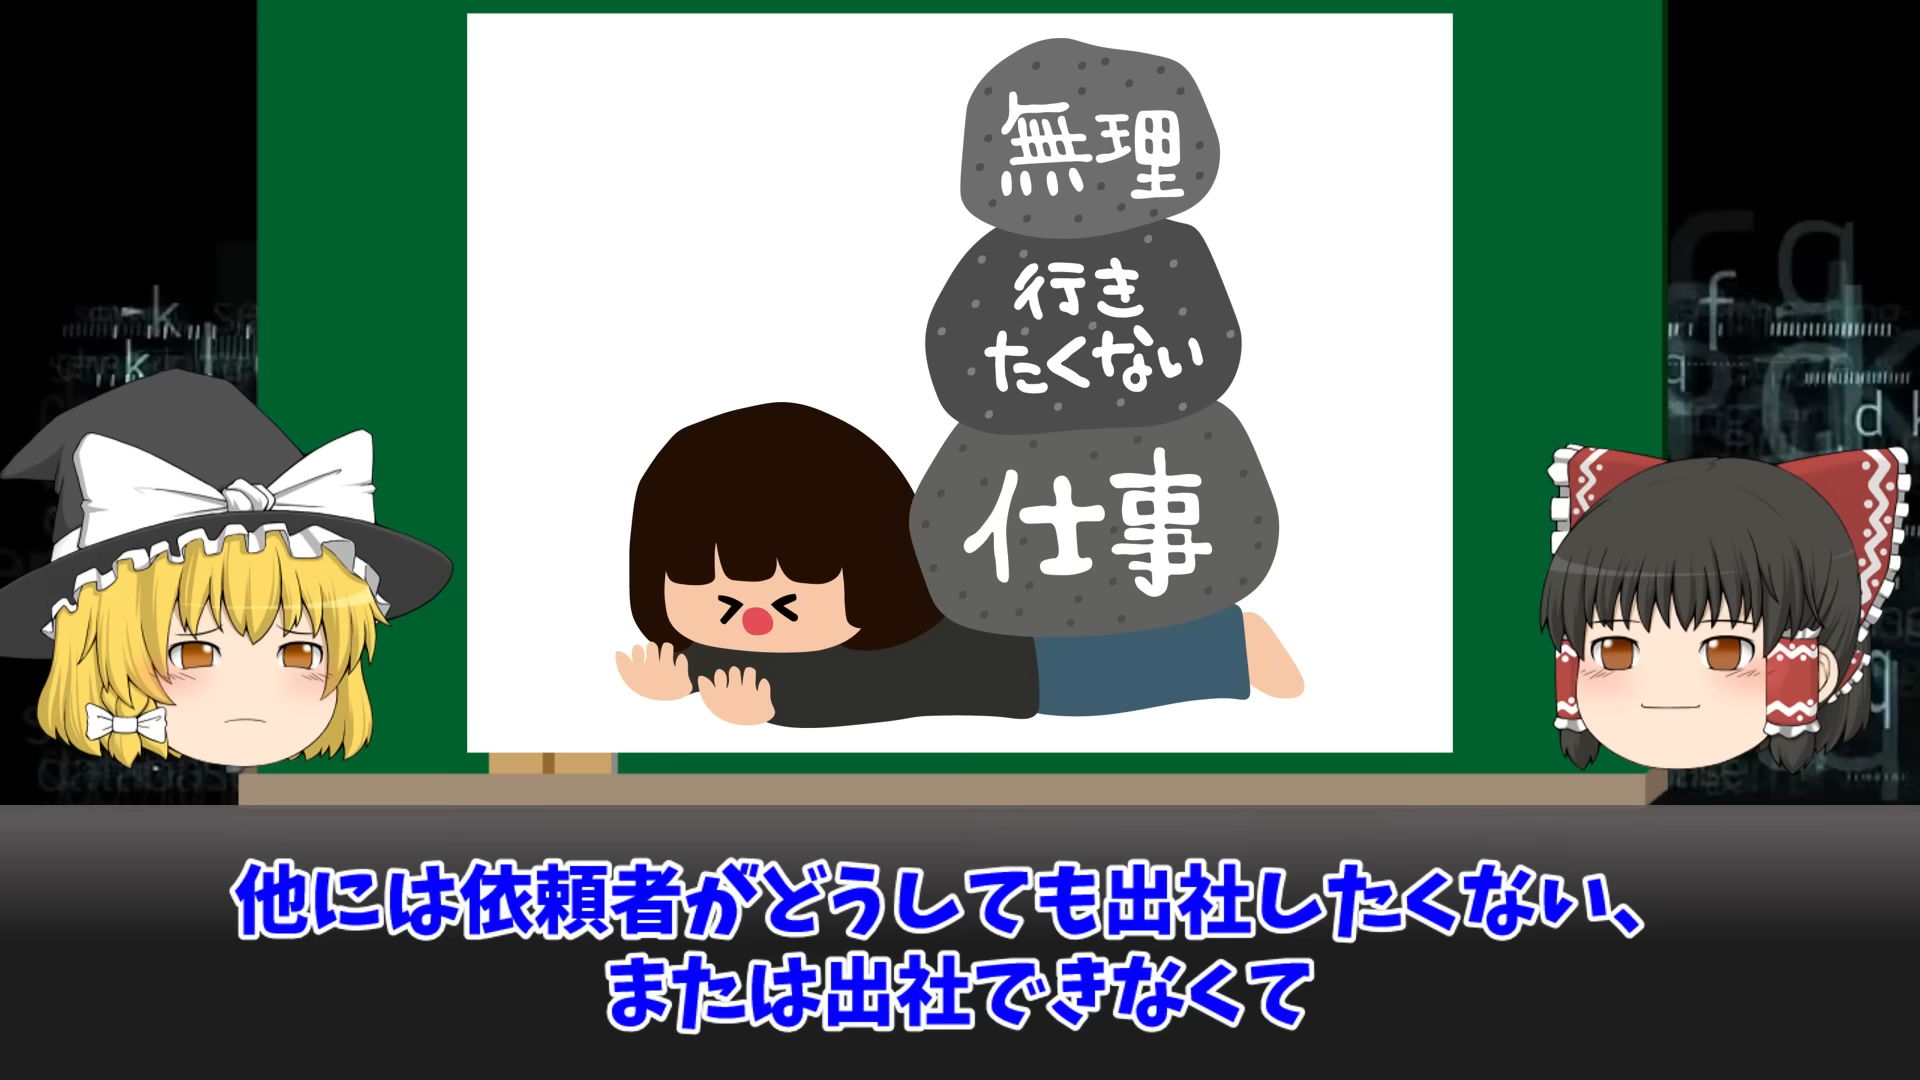 無理
行き
たくない
仕事
他には依頼者がどうしても出社したくない、
または出社できなくて